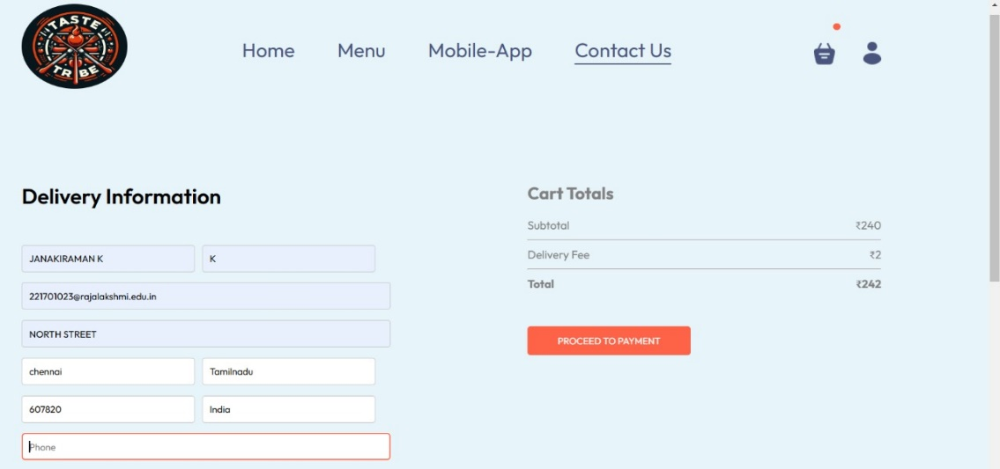 TASTE
TRIBE
Home Menu Mobile-App Contact Us
Delivery Information
JANAKIRAMAN K K
221701023@rajalakshmi.edu.in
NORTH STREET
chennai Tamilnadu
607820 India
Phone
Cart Totals
Subtotal ₹240
Delivery Fee ₹2
Total ₹242
PROCEED TO PAYMENT